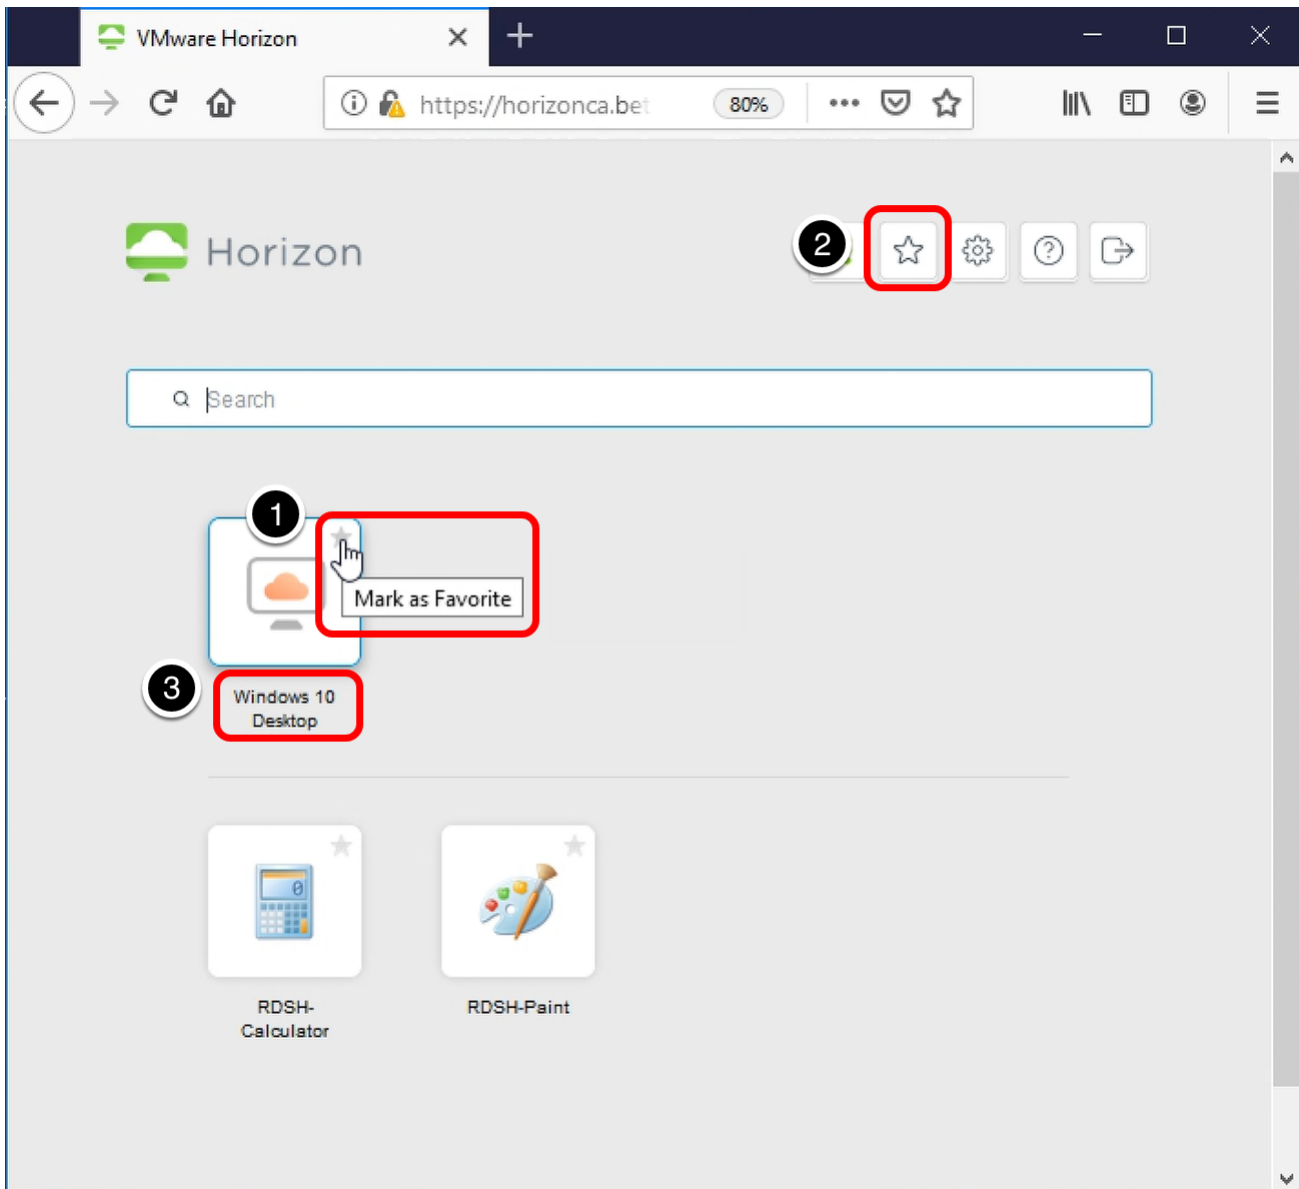 VMware Horizon
https://horizonca.bet
80%
Horizon
2
Search
1
Mark as Favorite
3
Windows 10
Desktop
0
RDSH-
Calculator
RDSH-Paint